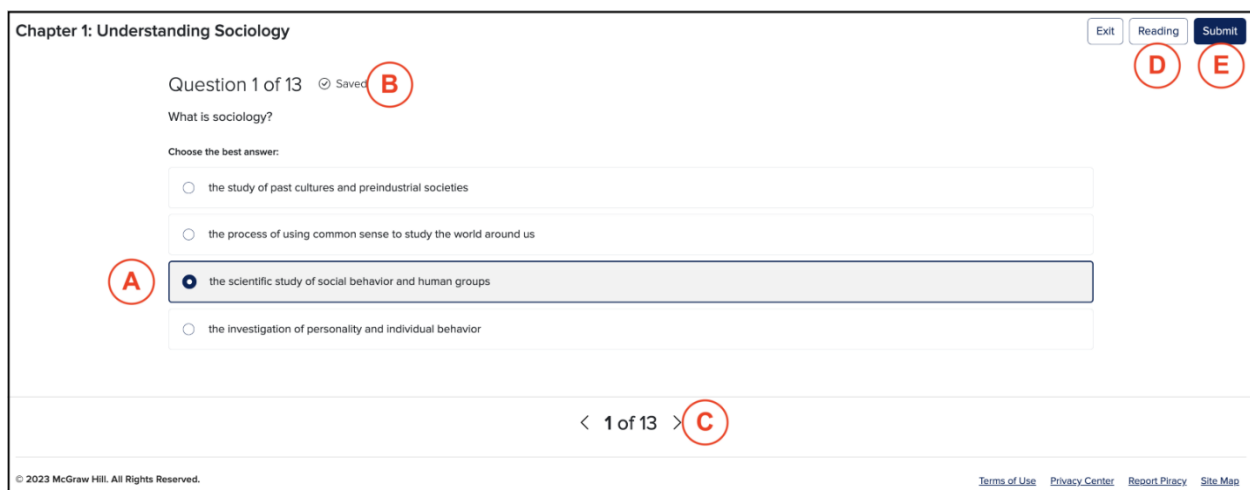 Chapter 1: Understanding Sociology
Exit Reading Submit
D E
Question 1 of 13 Saved B
What is sociology?
Choose the best answer:
the study of past cultures and preindustrial societies
the process of using common sense to study the world around us
A the scientific study of social behavior and human groups
the investigation of personality and individual behavior
< 1 of 13 > C
© 2023 McGraw Hill. All Rights Reserved. Terms of Use Privacy Center Report Piracy Site Map